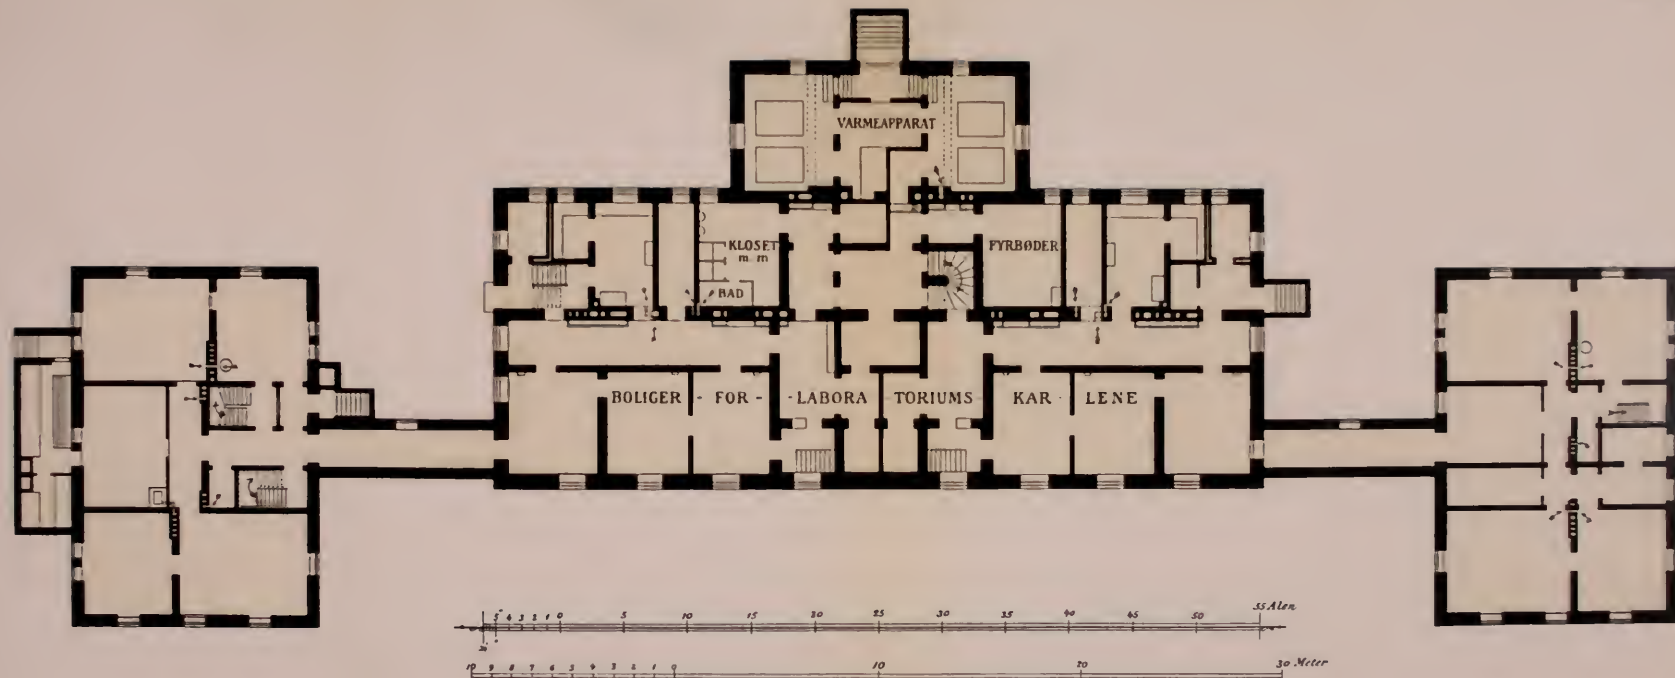 VARMEAPPARAT
KLOSET
m. m
BAD
FYRBØDER
BOLIGER - FOR - - LABORA TORIUMS KAR - LENE
5 4 3 2 1 0 5 10 15 20 25 30 35 40 45 50 55 Alen
10 9 8 7 6 5 4 3 2 1 0 10 20 30 Meter